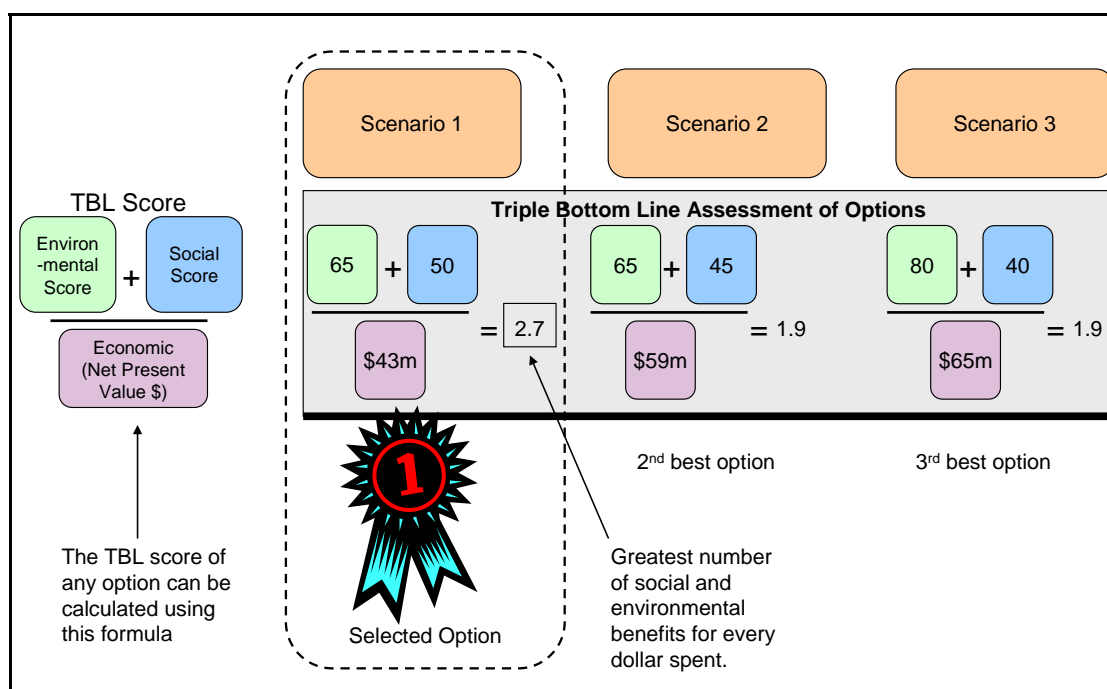 Scenario 1
Scenario 2
Scenario 3
TBL Score
Environ
-mental
Score
+
Social
Score
Economic
(Net Present
Value $)
Triple Bottom Line Assessment of Options
65 + 50
$43m
= 2.7
65 + 45
$59m
= 1.9
80 + 40
$65m
= 1.9
1
Selected Option
2nd best option
3rd best option
The TBL score of
any option can be
calculated using
this formula
Greatest number
of social and
environmental
benefits for every
dollar spent.